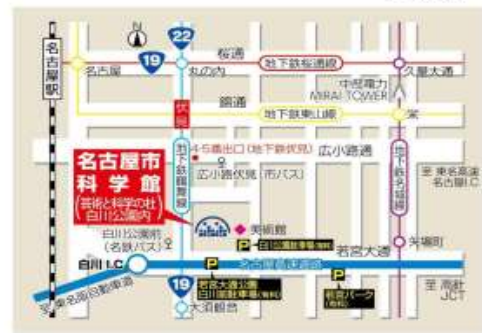 22
N
19
桜通
名古屋駅
名古屋
丸の内
地下鉄桜通線
久屋大通
中部電力
MIRAI TOWER
錦通
伏見
地下鉄東山線
栄
4・5番出口(地下鉄伏見)
広小路通
地下鉄鶴舞線
広小路伏見(市バス)
地下鉄名城線
名古屋市
科学館
(芸術と科学の杜
白川公園内)
至 東名高速
名古屋I.C
白川公園前
(名鉄バス)
美術館
P 白川公園駐車場(有料)
若宮大通
矢場町
白川 I.C
名古屋高速道路
P
P
至 東名阪自動車道
19
若宮大通公園
白川前駐車場(有料)
若宮パーク
(有料)
至 高針
JCT
大須観音